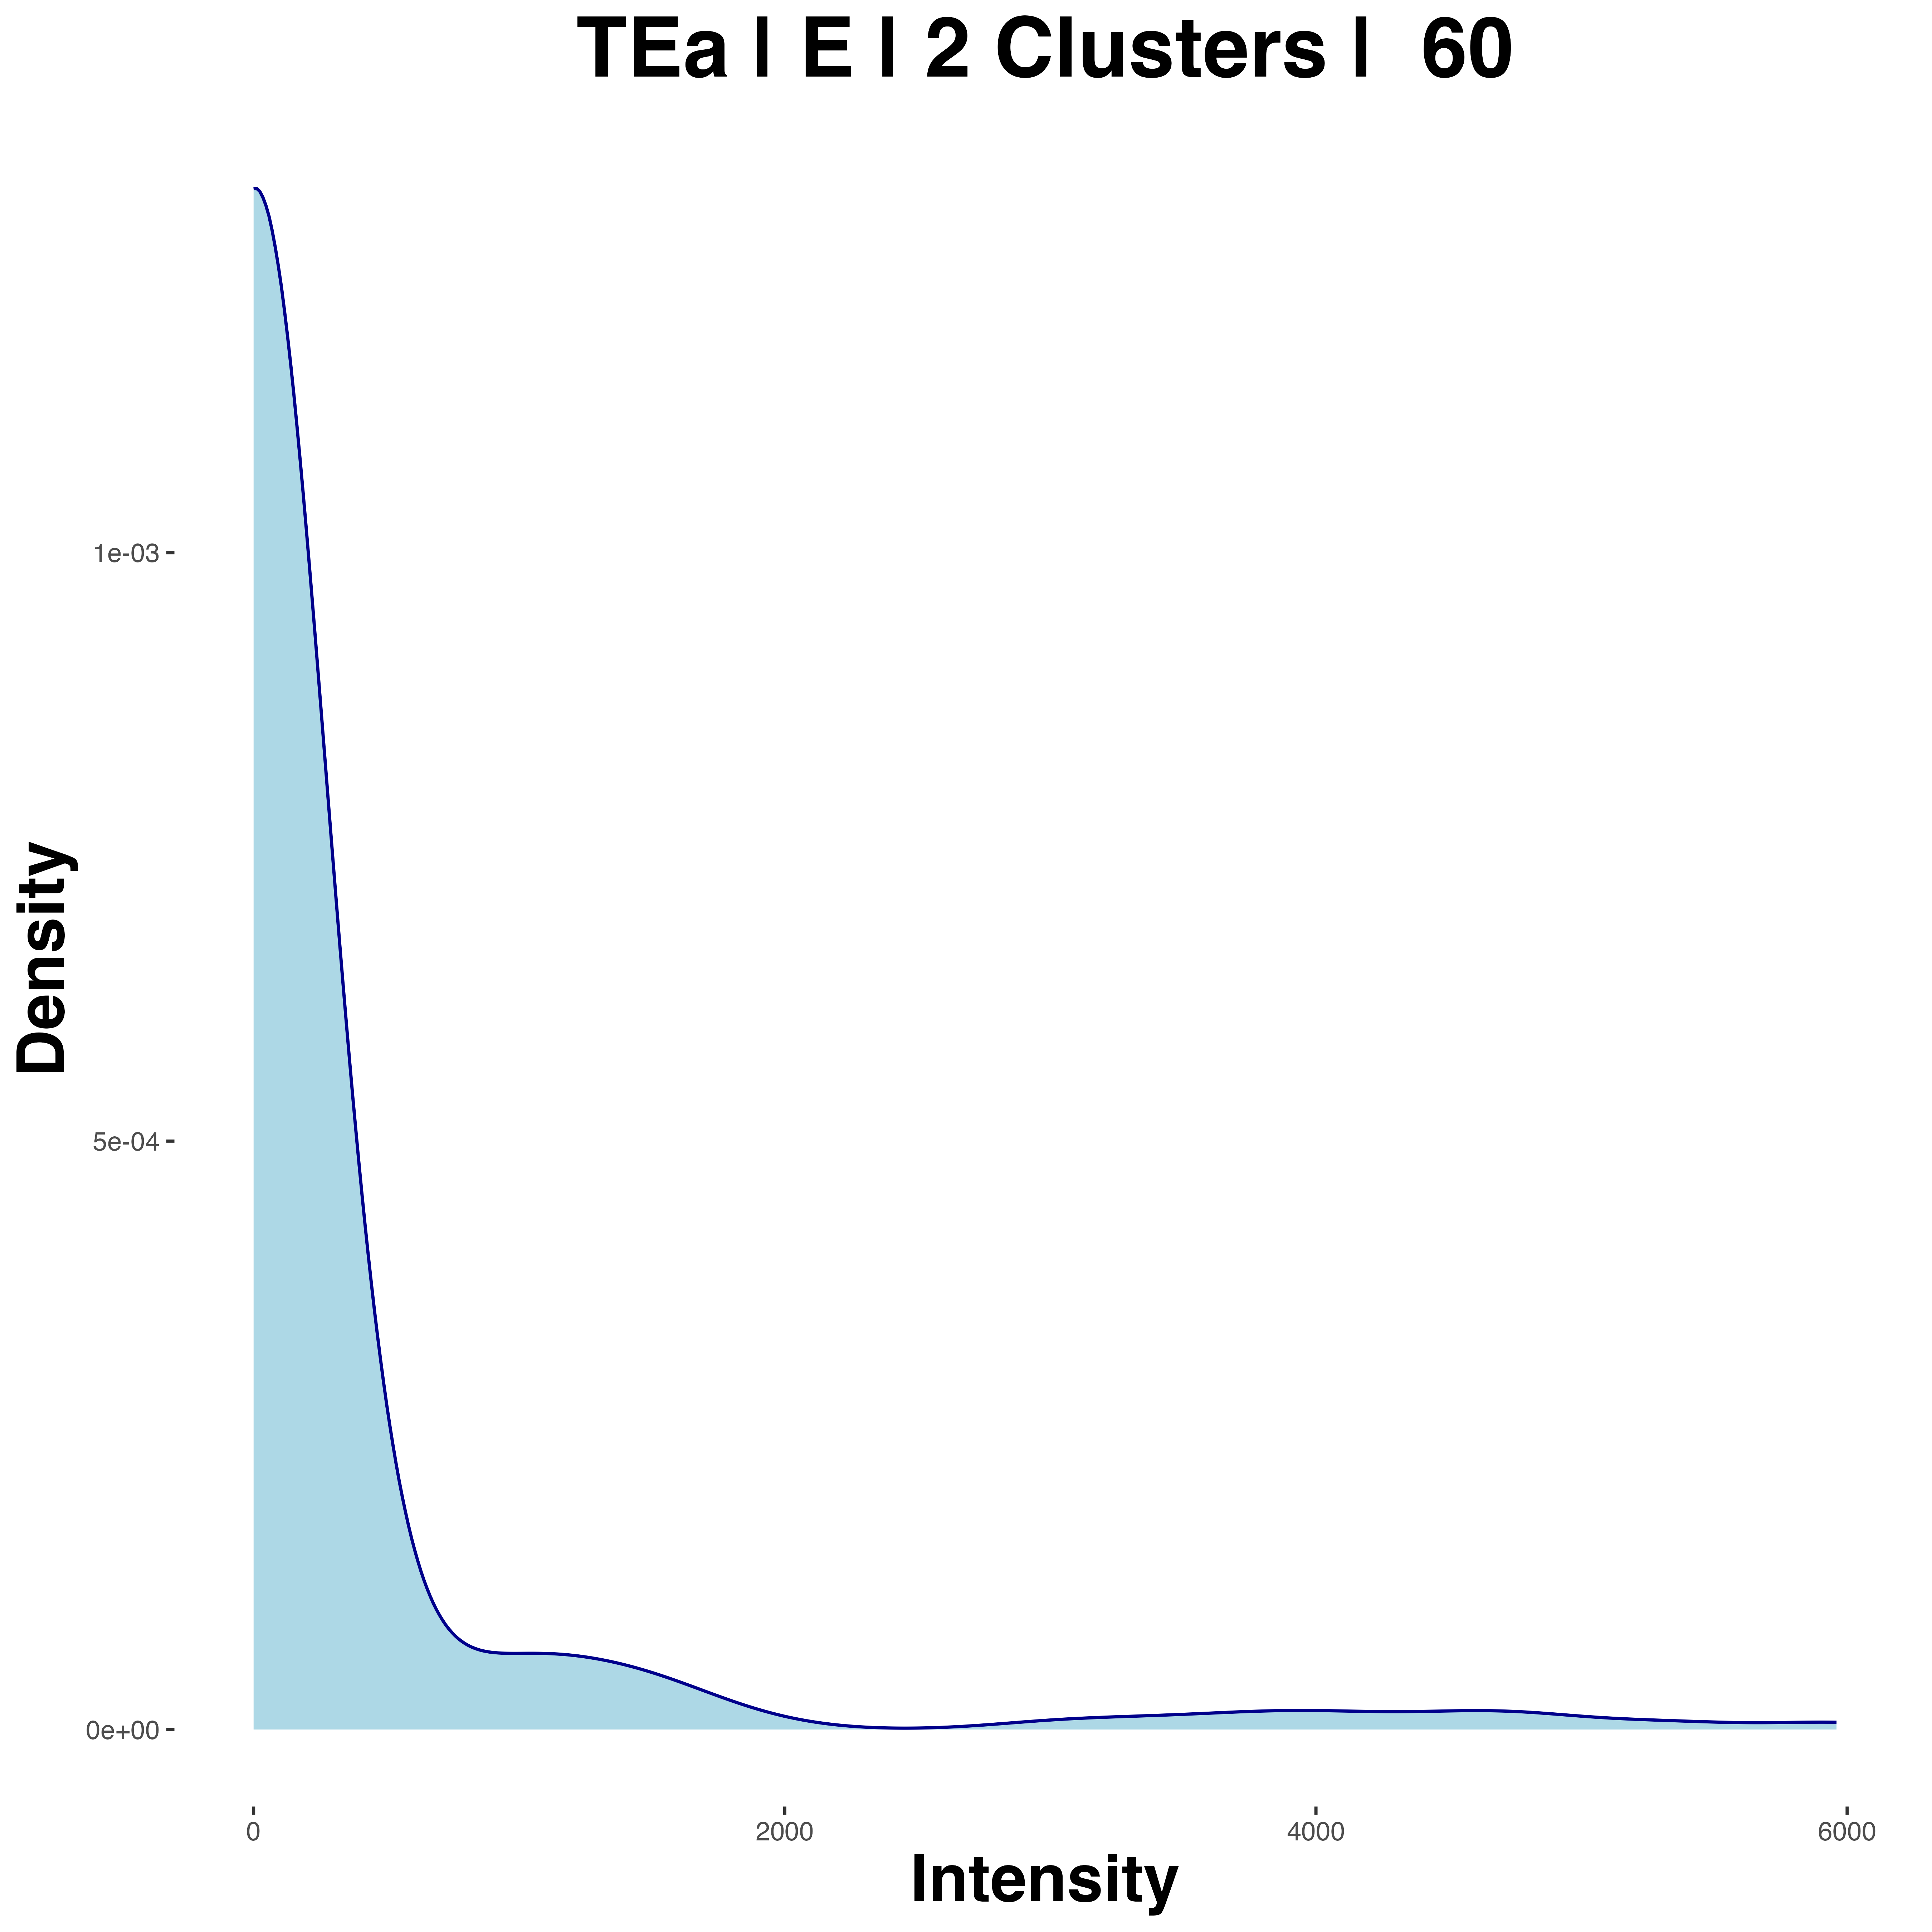 TEa | E | 2 Clusters | 60
Density
1e-03
5e-04
0e+00
0 2000 4000 6000
Intensity